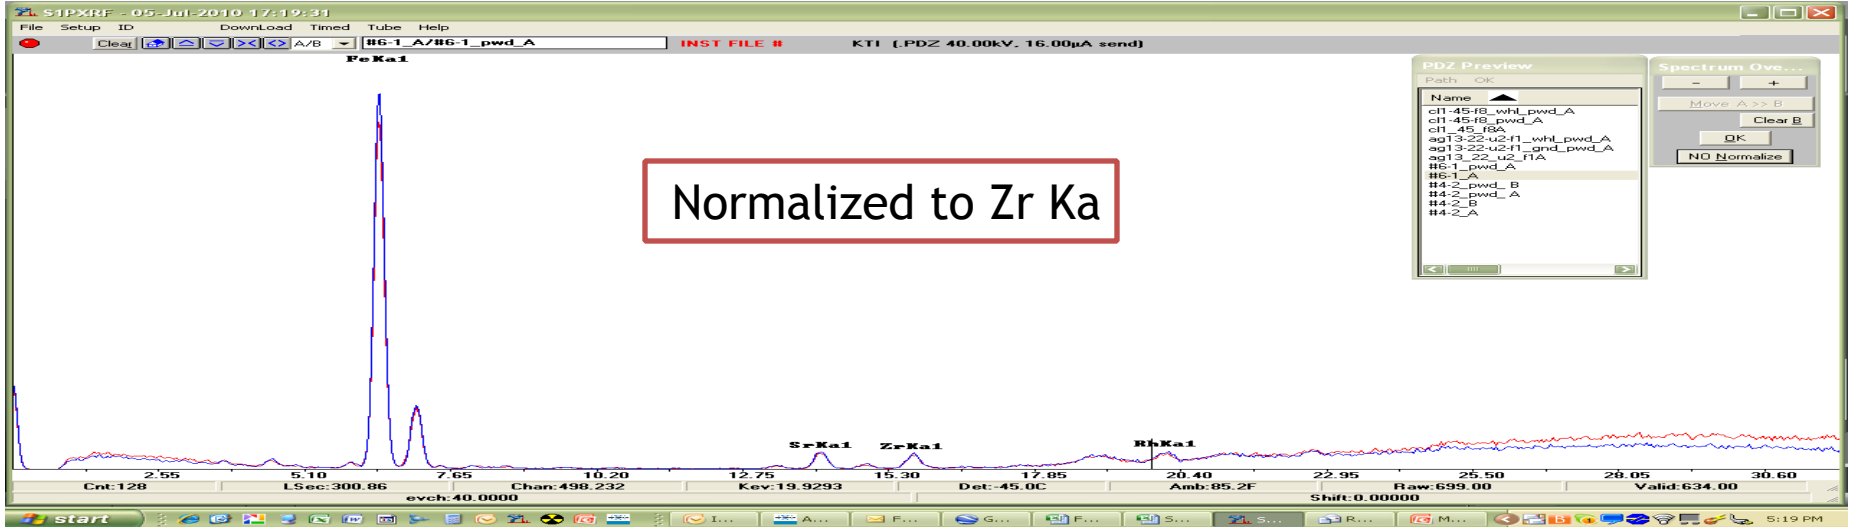 S1PXRF - 05-Jul-2010 17:19:31
File Setup ID DownLoad Timed Tube Help
Clear A/B #6-1_A/#6-1_pwd_A INST FILE # KTI (.PDZ 40.00kV, 16.00µA send)
FeKa1
PDZ Preview
Path OK
Name
cl1-45-f8_whl_pwd_A
cl1-45-f8_pwd_A
cl1_45_f8A
ag13-22-u2-f1_whl_pwd_A
ag13-22-u2-f1_gnd_pwd_A
ag13_22_u2_f1A
#6-1_pwd_A
#6-1_A
#4-2_pwd_ B
#4-2_pwd_ A
#4-2_B
#4-2_A
Spectrum Ove...
- +
Move A >> B
Clear B
OK
NO Normalize
Normalized to Zr Ka
SrKa1 ZrKa1 RhKa1
2.55 5.10 7.65 10.20 12.75 15.30 17.85 20.40 22.95 25.50 28.05 30.60
Cnt:128 LSec:300.86 Chan:498.232 Kev:19.9293 Det:-45.0C Amb:85.2F Raw:699.00 Valid:634.00
evch:40.0000 Shift:0.00000
start I... A... F... G... F... S... S... R... M... 5:19 PM